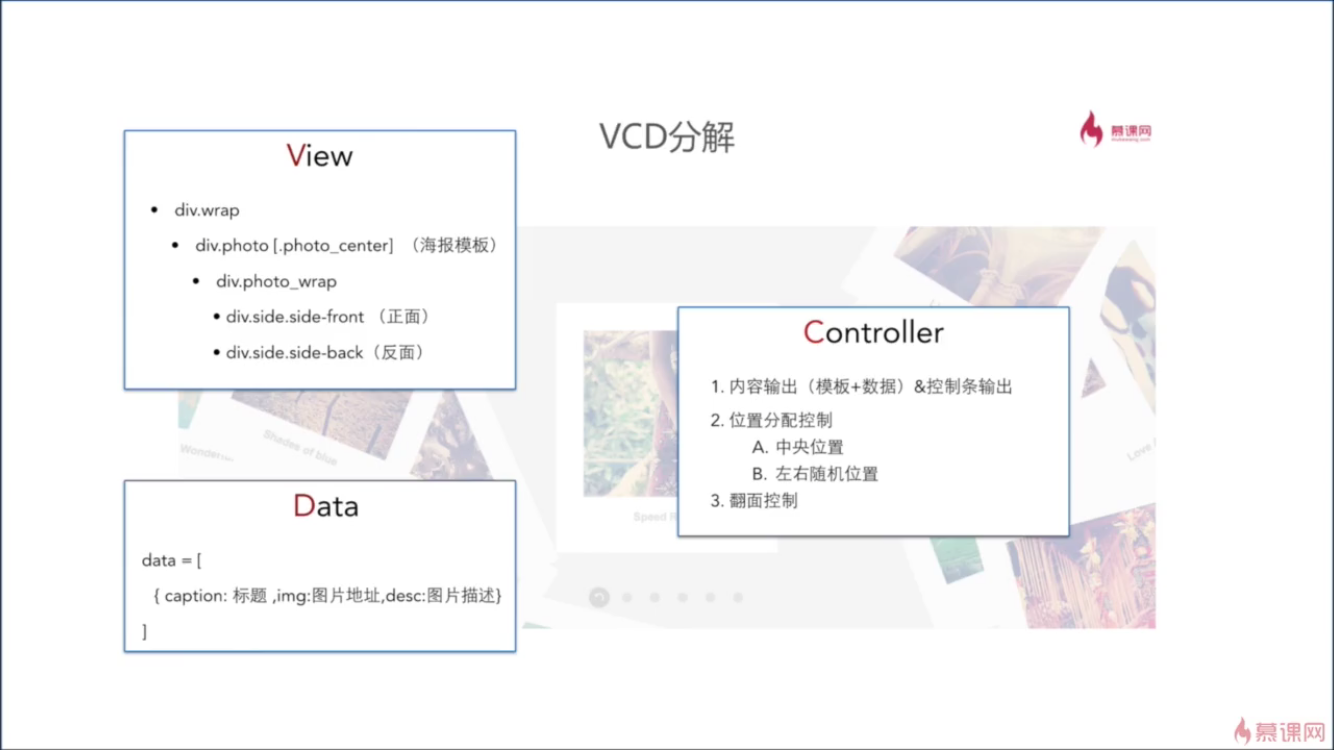 VCD分解
慕课网
View
• div.wrap
• div.photo [.photo_center] （海报模板）
• div.photo_wrap
• div.side.side-front （正面）
• div.side.side-back（反面）
Controller
1. 内容输出（模板+数据）&控制条输出
2. 位置分配控制
A. 中央位置
B. 左右随机位置
3. 翻面控制
Shades of blue
Wonder
Love
Speed
Data
data = [
{ caption: 标题 ,img:图片地址,desc:图片描述}
]
慕课网